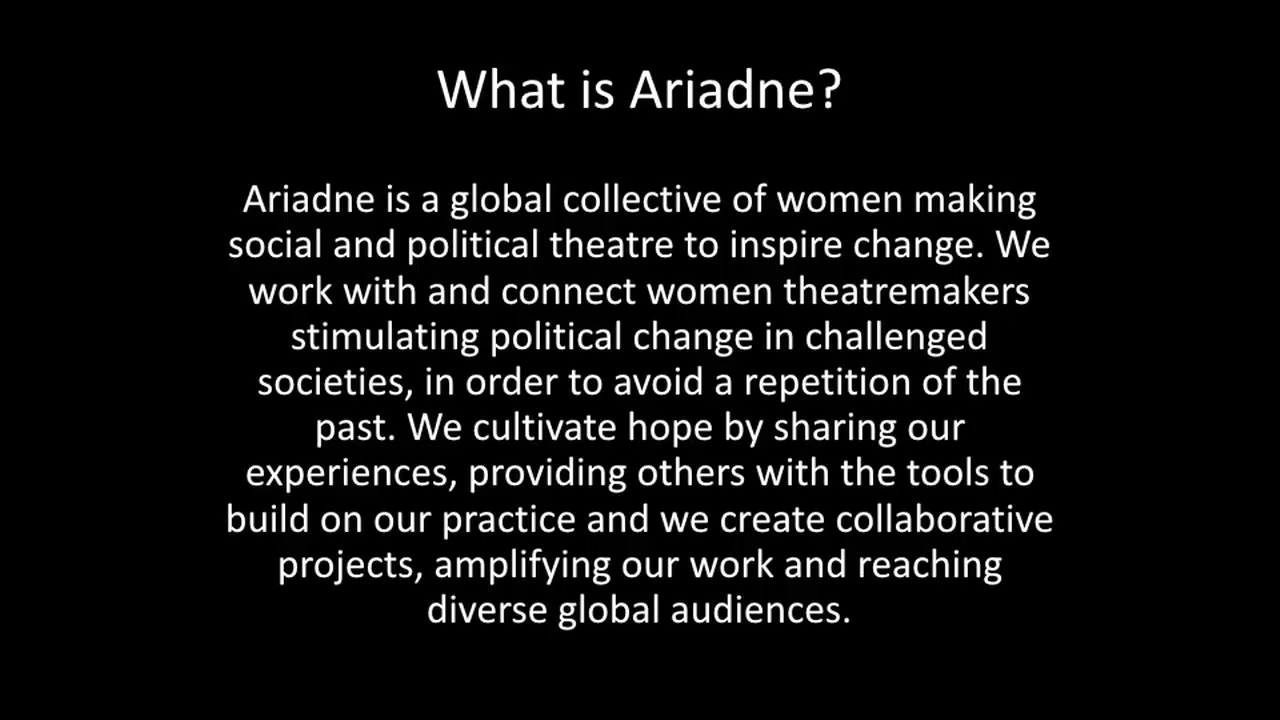 What is Ariadne?
Ariadne is a global collective of women making
social and political theatre to inspire change. We
work with and connect women theatremakers
stimulating political change in challenged
societies, in order to avoid a repetition of the
past. We cultivate hope by sharing our
experiences, providing others with the tools to
build on our practice and we create collaborative
projects, amplifying our work and reaching
diverse global audiences.